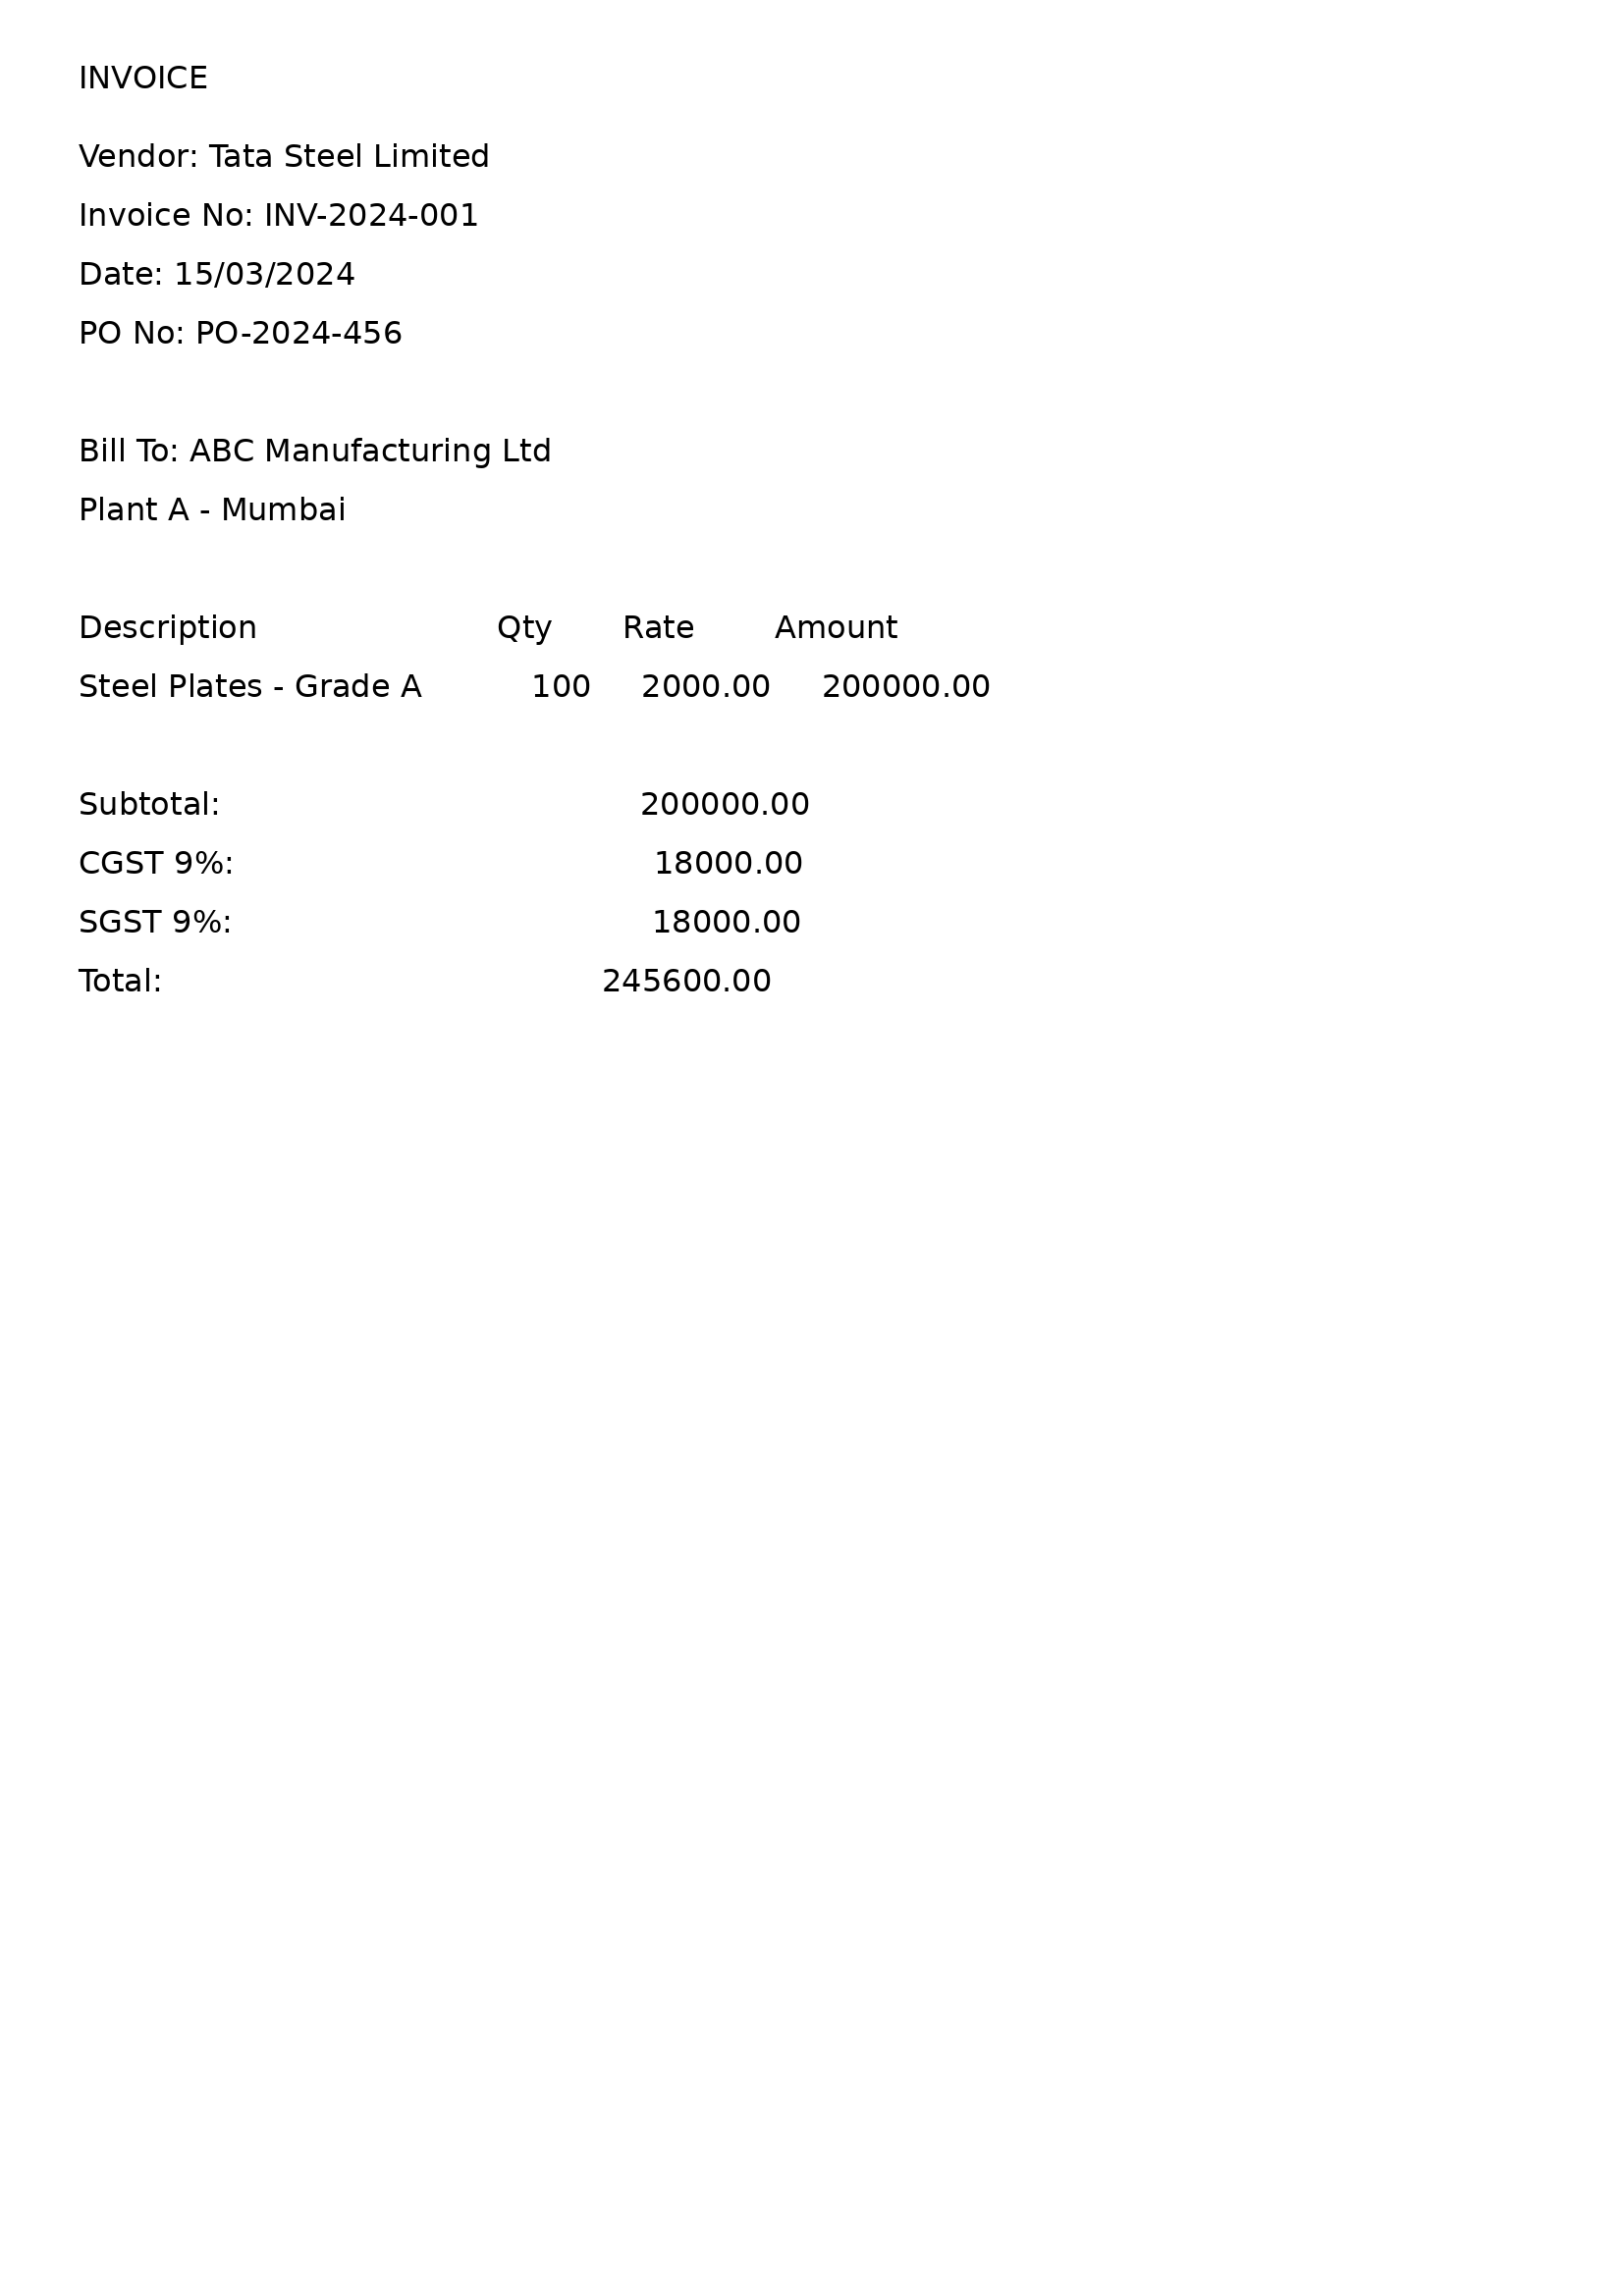 INVOICE
Vendor: Tata Steel Limited
Invoice No: INV-2024-001
Date: 15/03/2024
PO No: PO-2024-456
Bill To: ABC Manufacturing Ltd
Plant A - Mumbai
Description Qty Rate Amount
Steel Plates - Grade A 100 2000.00 200000.00
Subtotal: 200000.00
CGST 9%: 18000.00
SGST 9%: 18000.00
Total: 245600.00